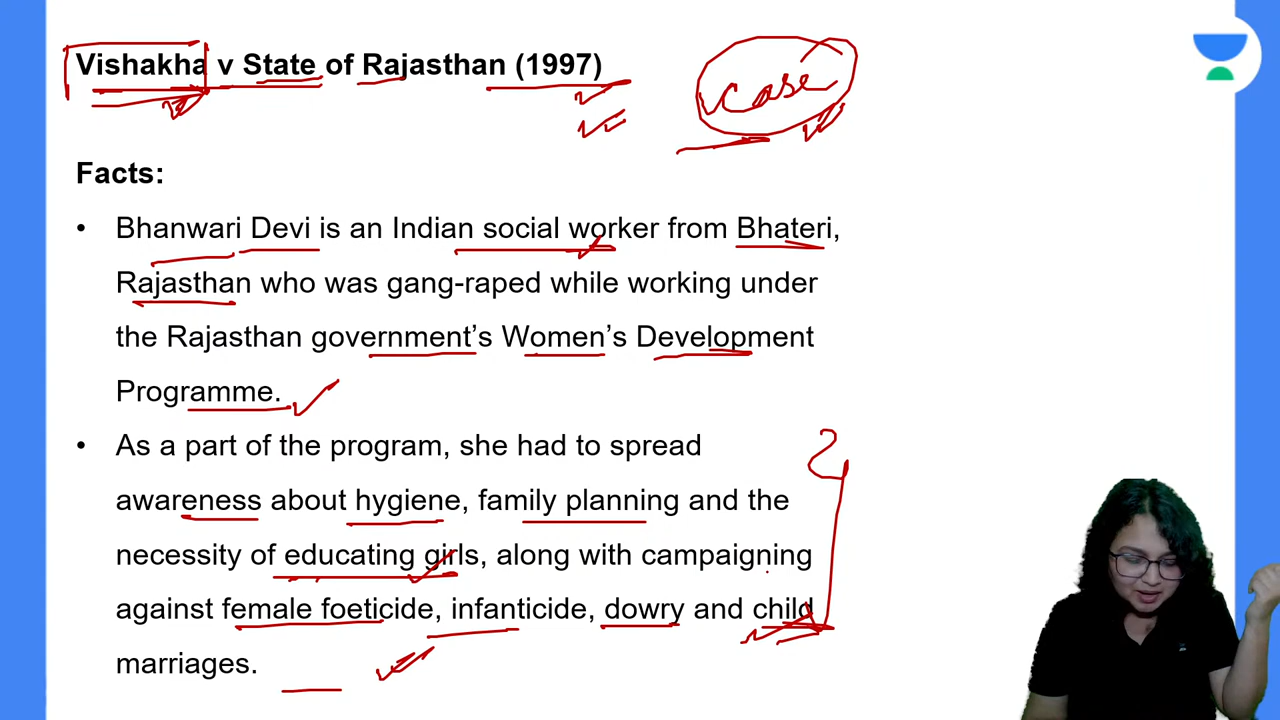 Vishakha v State of Rajasthan (1997)
case
Facts:
• Bhanwari Devi is an Indian social worker from Bhateri,
Rajasthan who was gang-raped while working under
the Rajasthan government's Women's Development
Programme.
• As a part of the program, she had to spread
awareness about hygiene, family planning and the
necessity of educating girls, along with campaigning
against female foeticide, infanticide, dowry and child
marriages.